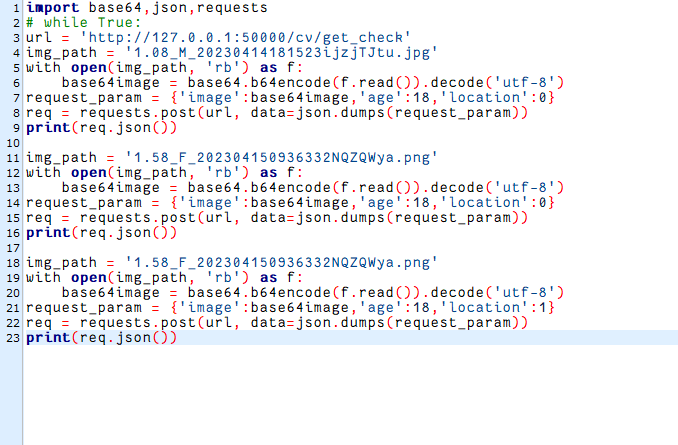 1 import base64,json,requests
2 # while True:
3 url = 'http://127.0.0.1:50000/cv/get_check'
4 img_path = '1.08_M_20230414181523ijzjTJtu.jpg'
5 with open(img_path, 'rb') as f:
6     base64image = base64.b64encode(f.read()).decode('utf-8')
7 request_param = {'image':base64image,'age':18,'location':0}
8 req = requests.post(url, data=json.dumps(request_param))
9 print(req.json())
10
11 img_path = '1.58_F_202304150936332NQZQWya.png'
12 with open(img_path, 'rb') as f:
13     base64image = base64.b64encode(f.read()).decode('utf-8')
14 request_param = {'image':base64image,'age':18,'location':0}
15 req = requests.post(url, data=json.dumps(request_param))
16 print(req.json())
17
18 img_path = '1.58_F_202304150936332NQZQWya.png'
19 with open(img_path, 'rb') as f:
20     base64image = base64.b64encode(f.read()).decode('utf-8')
21 request_param = {'image':base64image,'age':18,'location':1}
22 req = requests.post(url, data=json.dumps(request_param))
23 print(req.json())